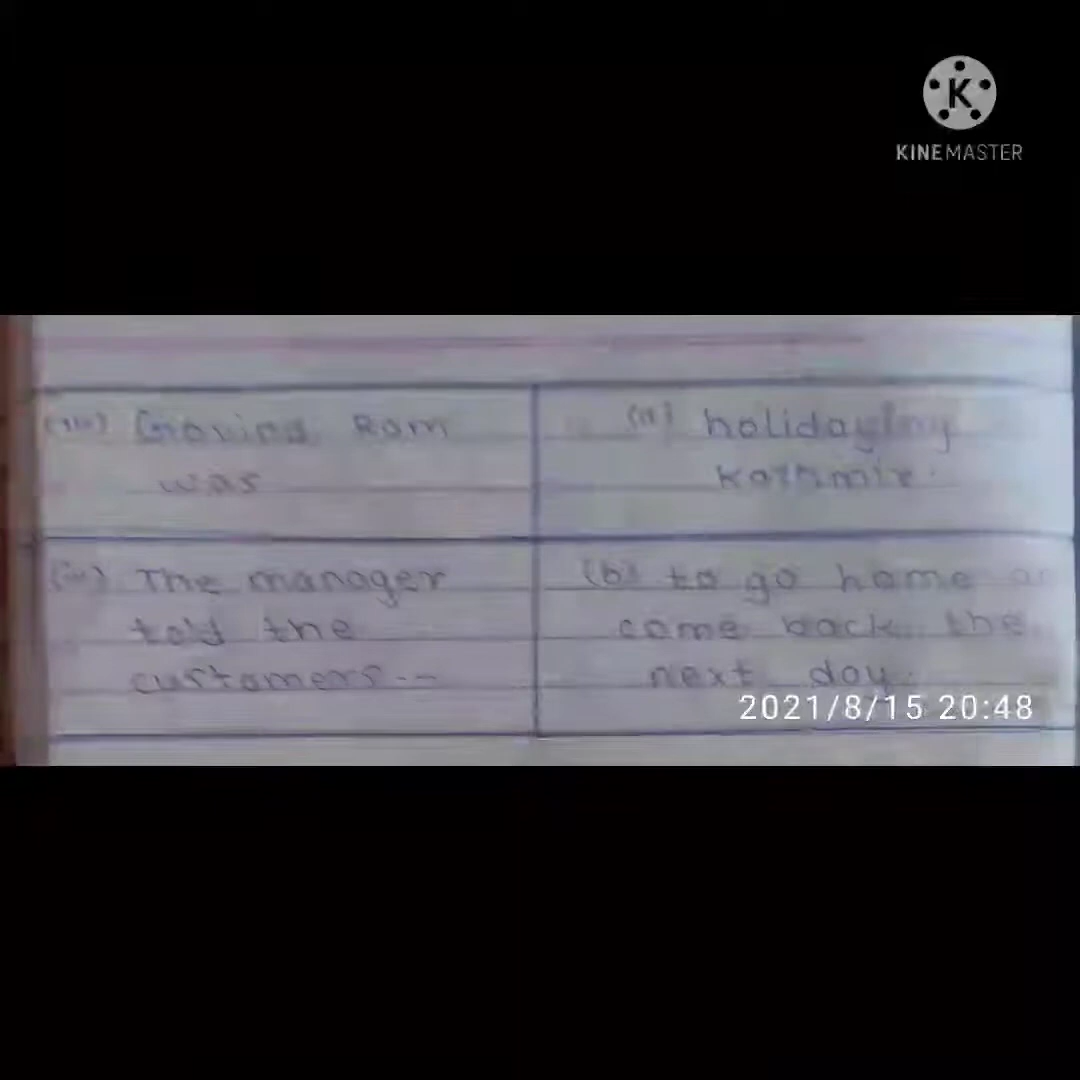 KINEMASTER
(iii) Govind Ram
was
holidaying
Kashmir.
(iv) The manager
told the
customers --
(b) to go home
come back the
next day.
2021/8/15 20:48